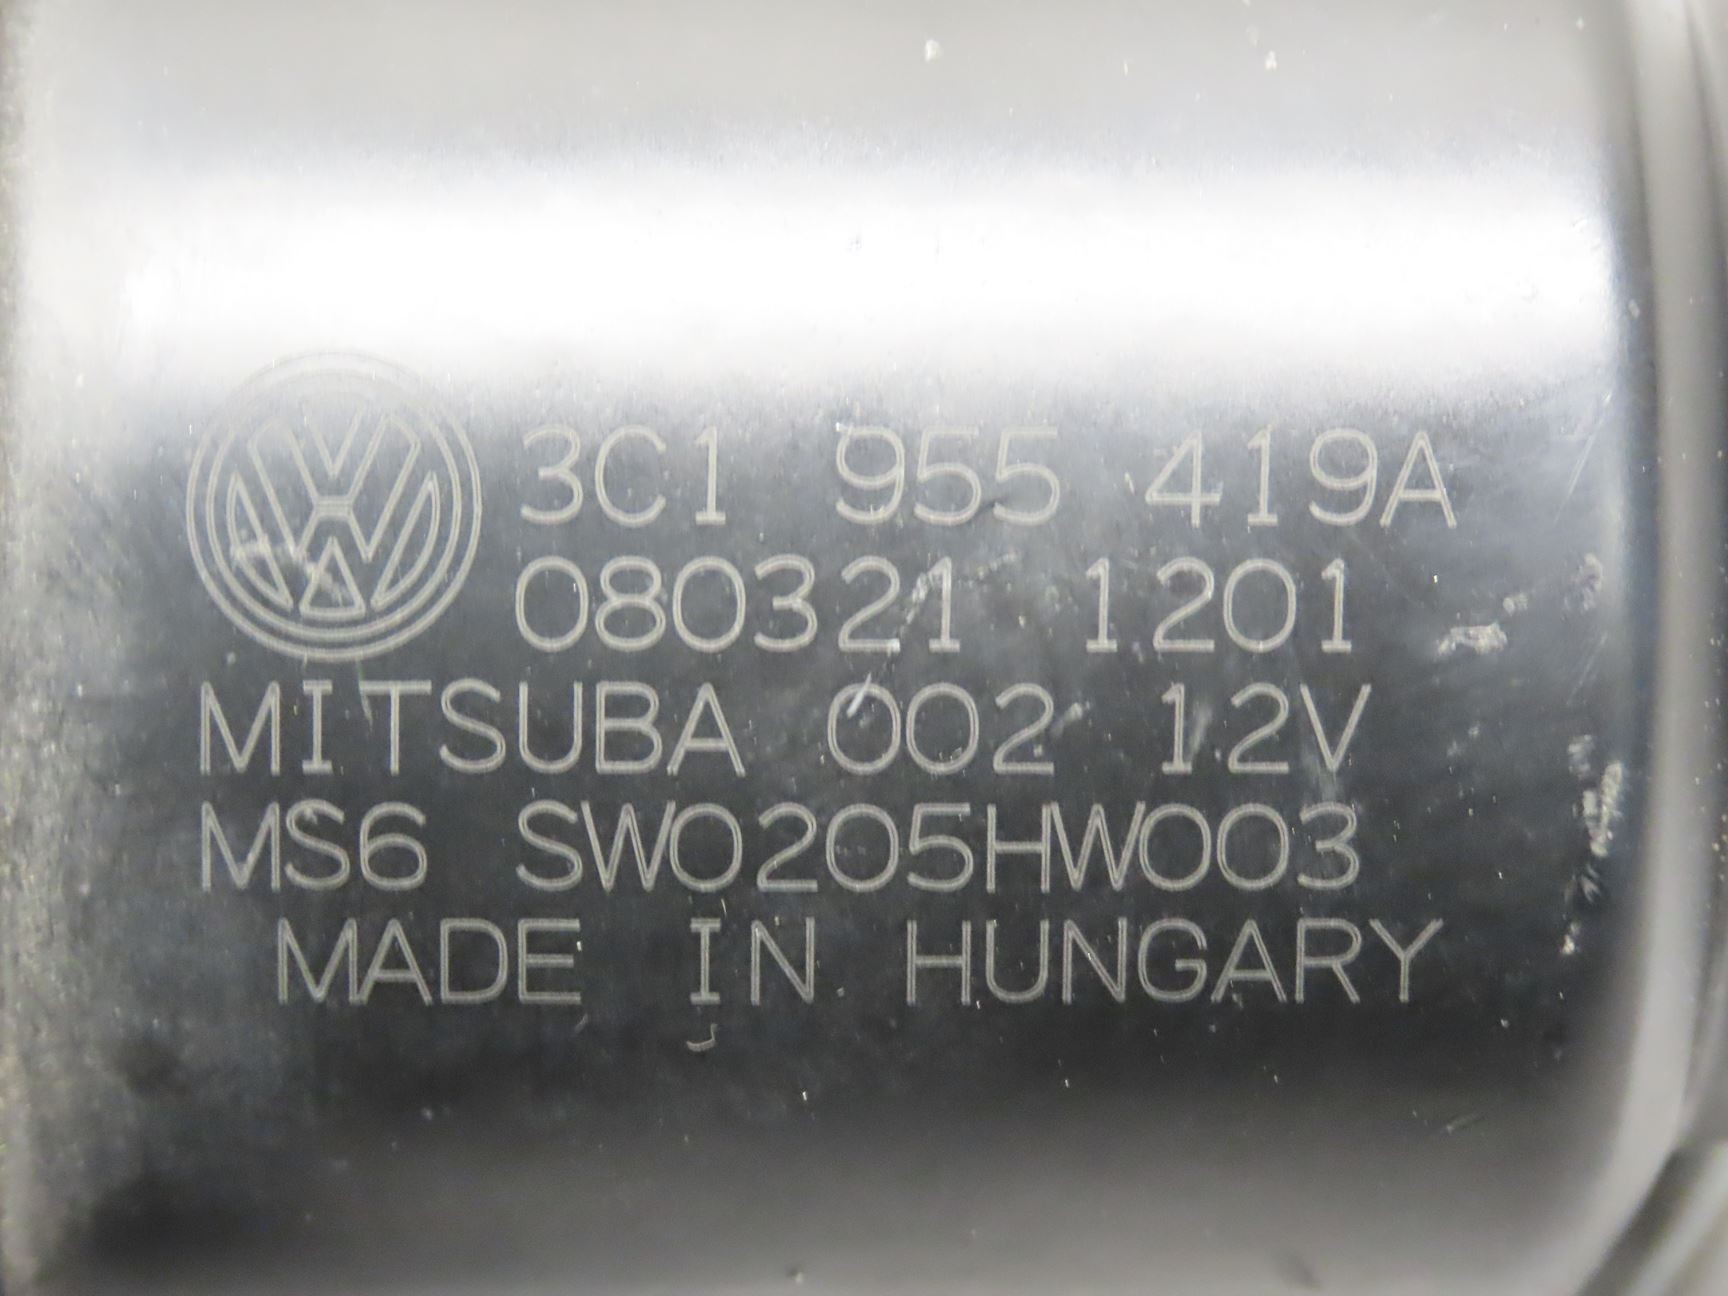 3C1 955 419A
080321 1201
MITSUBA 002 12V
MS6 SW0205HW003
MADE IN HUNGARY